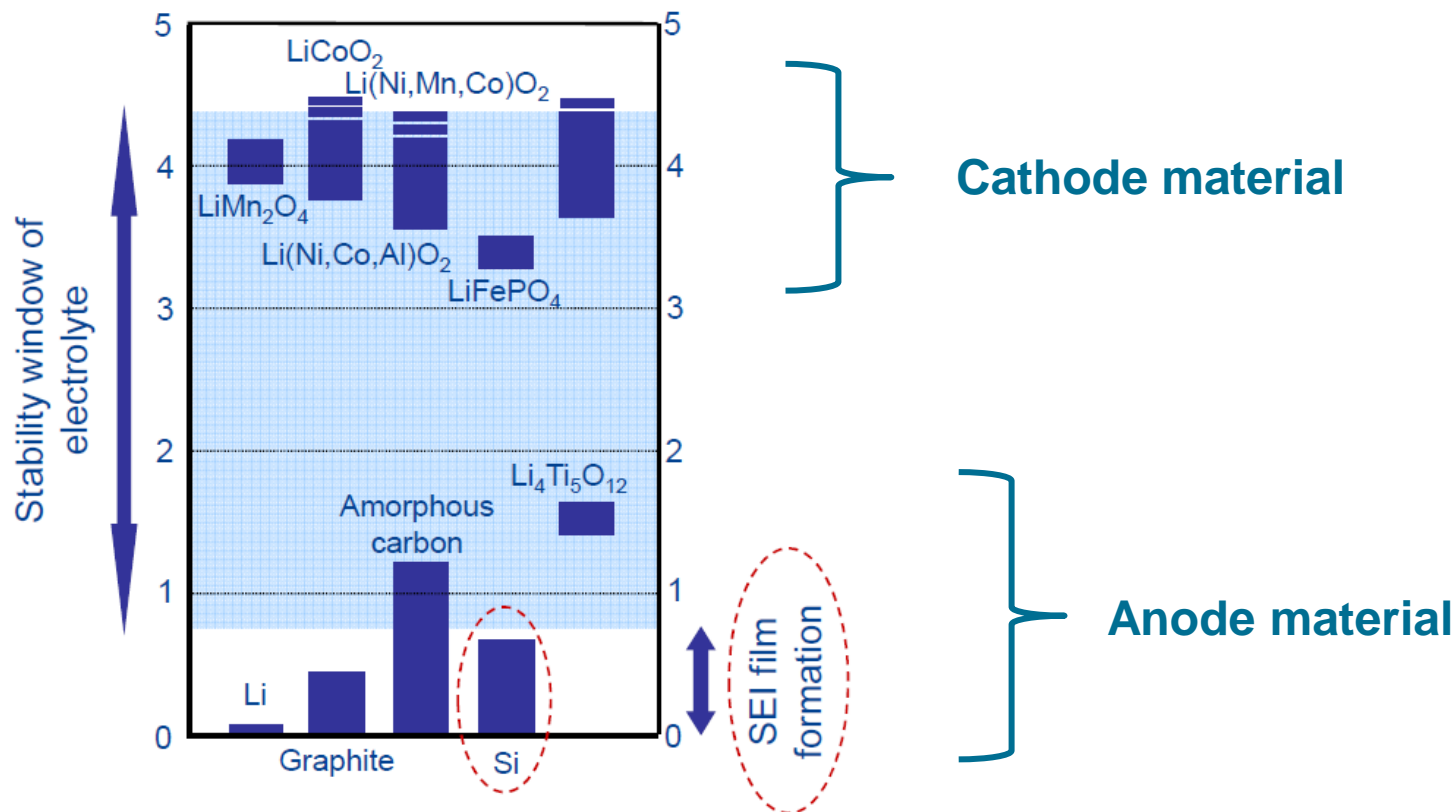 5
5
LiCoO₂
Li(Ni,Mn,Co)O₂
4
4
LiMn₂O₄
Li(Ni,Co,Al)O₂
LiFePO₄
Cathode material
3
3
Stability window of
electrolyte
2
2
Li₄Ti₅O₁₂
Amorphous
carbon
1
1
Anode material
SEI film
formation
Li
0
0
Graphite
Si